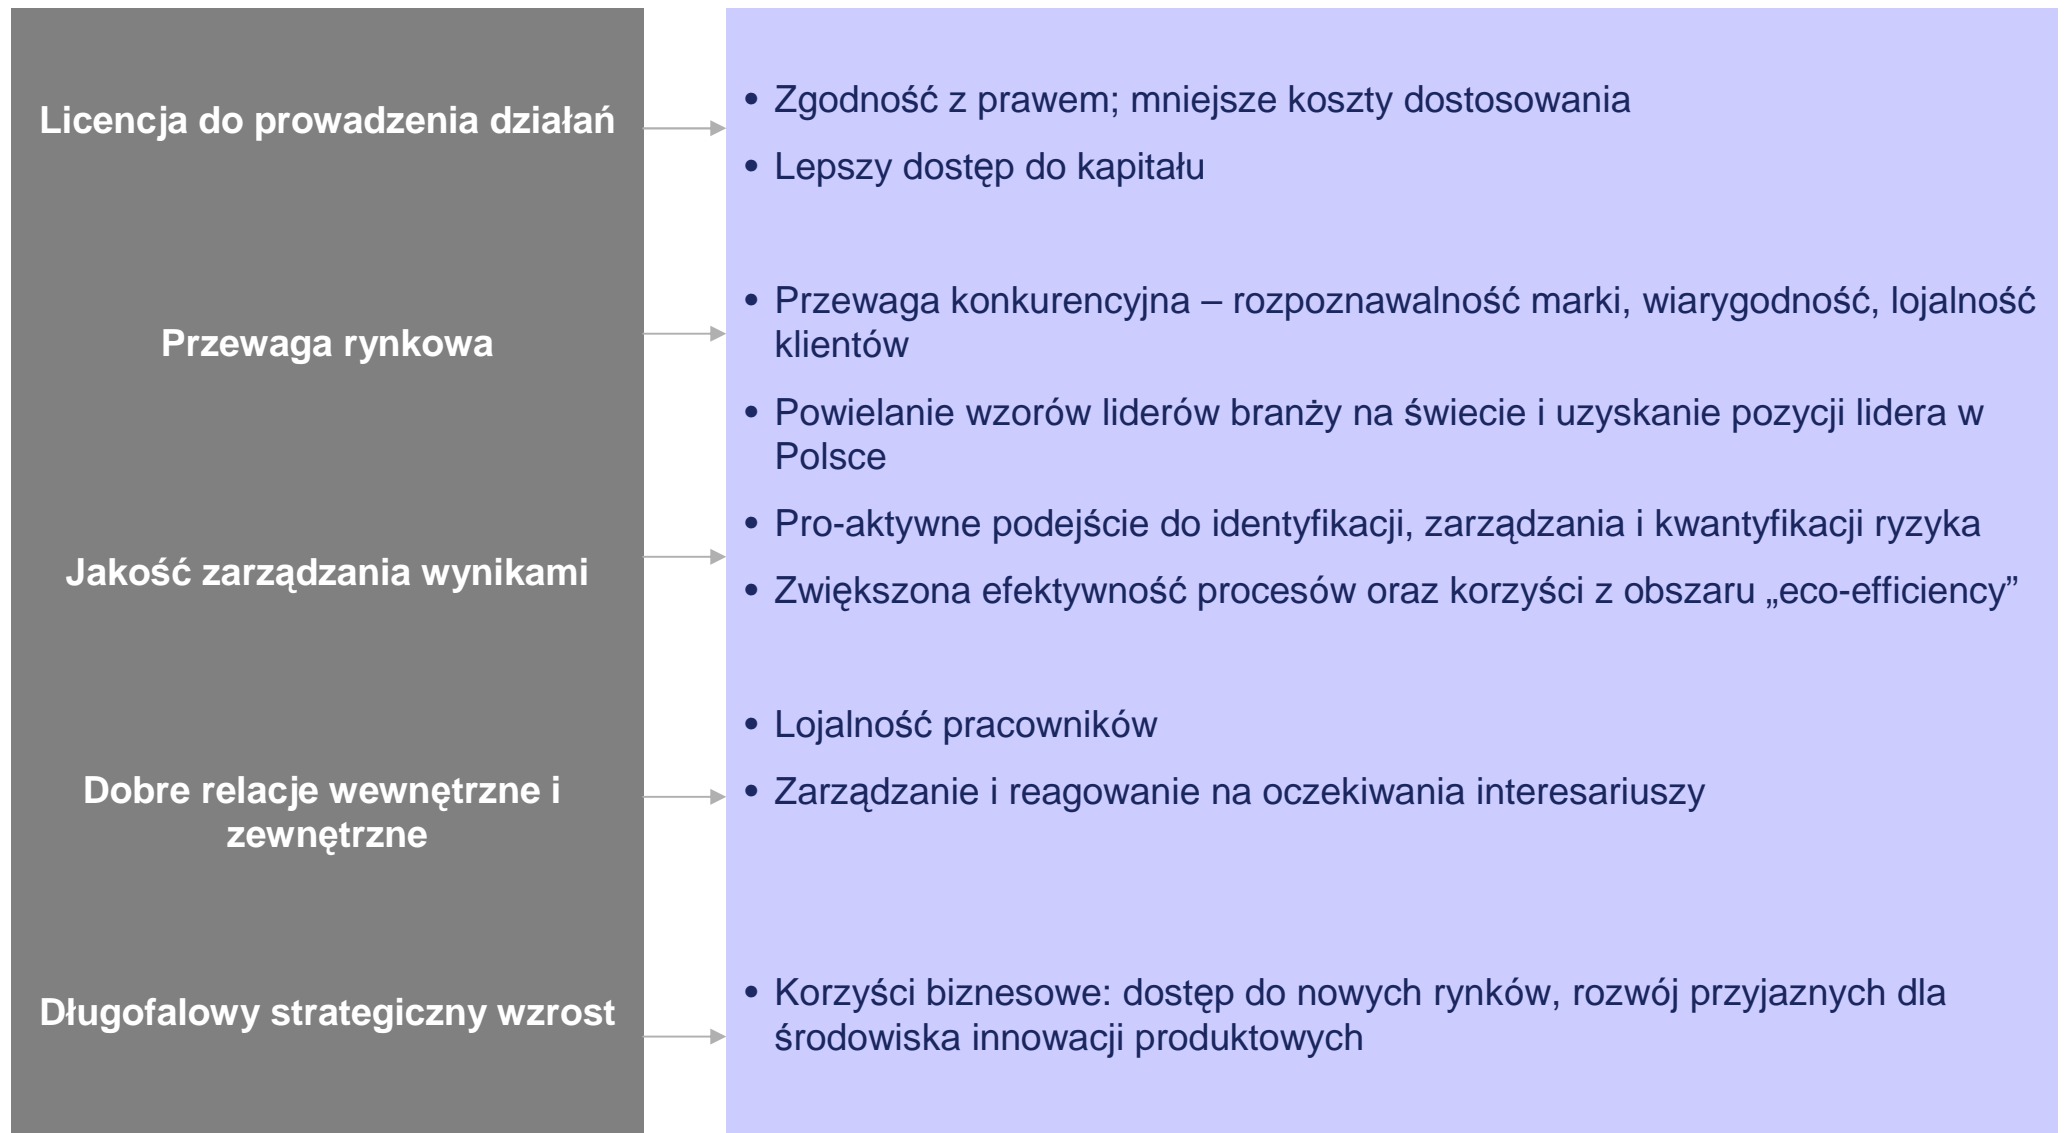 Licencja do prowadzenia działań
• Zgodność z prawem; mniejsze koszty dostosowania
• Lepszy dostęp do kapitału
Przewaga rynkowa
• Przewaga konkurencyjna – rozpoznawalność marki, wiarygodność, lojalność
klientów
• Powielanie wzorów liderów branży na świecie i uzyskanie pozycji lidera w
Polsce
Jakość zarządzania wynikami
• Pro-aktywne podejście do identyfikacji, zarządzania i kwantyfikacji ryzyka
• Zwiększona efektywność procesów oraz korzyści z obszaru „eco-efficiency”
Dobre relacje wewnętrzne i
zewnętrzne
• Lojalność pracowników
• Zarządzanie i reagowanie na oczekiwania interesariuszy
Długofalowy strategiczny wzrost
• Korzyści biznesowe: dostęp do nowych rynków, rozwój przyjaznych dla
środowiska innowacji produktowych